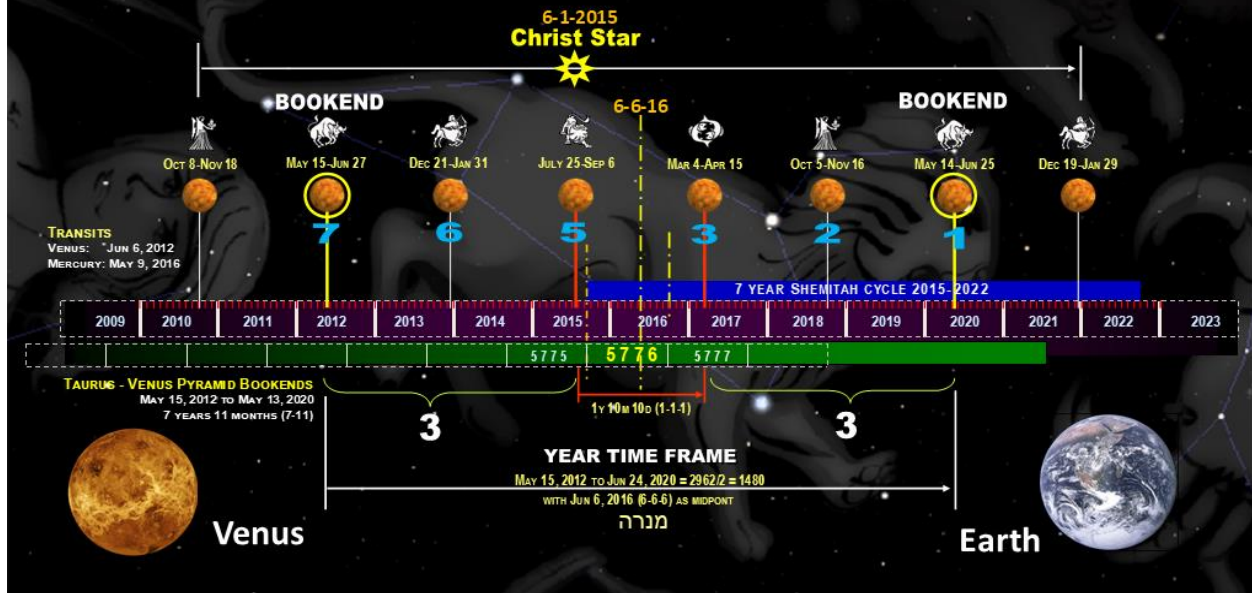 6-1-2015
Christ Star
6-6-16
BOOKEND
BOOKEND
OCT 8-NOV 18
MAY 15-JUN 27
DEC 21-JAN 31
JULY 25-SEP 6
MAR 4-APR 15
OCT 5-NOV 16
MAY 14-JUN 25
DEC 19-JAN 29
7
6
5
3
2
1
TRANSITS
VENUS: *JUN 6, 2012
MERCURY: MAY 9, 2016
7 YEAR SHEMITAH CYCLE 2015-2022
2009 2010 2011 2012 2013 2014 2015 2016 2017 2018 2019 2020 2021 2022 2023
5775 5776 5777
TAURUS - VENUS PYRAMID BOOKENDS
MAY 15, 2012 TO MAY 13, 2020
7 YEARS 11 MONTHS (7-11)
3
1Y 10M 10D (1-1-1)
3
YEAR TIME FRAME
MAY 15, 2012 TO JUN 24, 2020 = 2962/2 = 1480
WITH JUN 6, 2016 (6-6-6) AS MIDPONT
מנרה
Venus
Earth